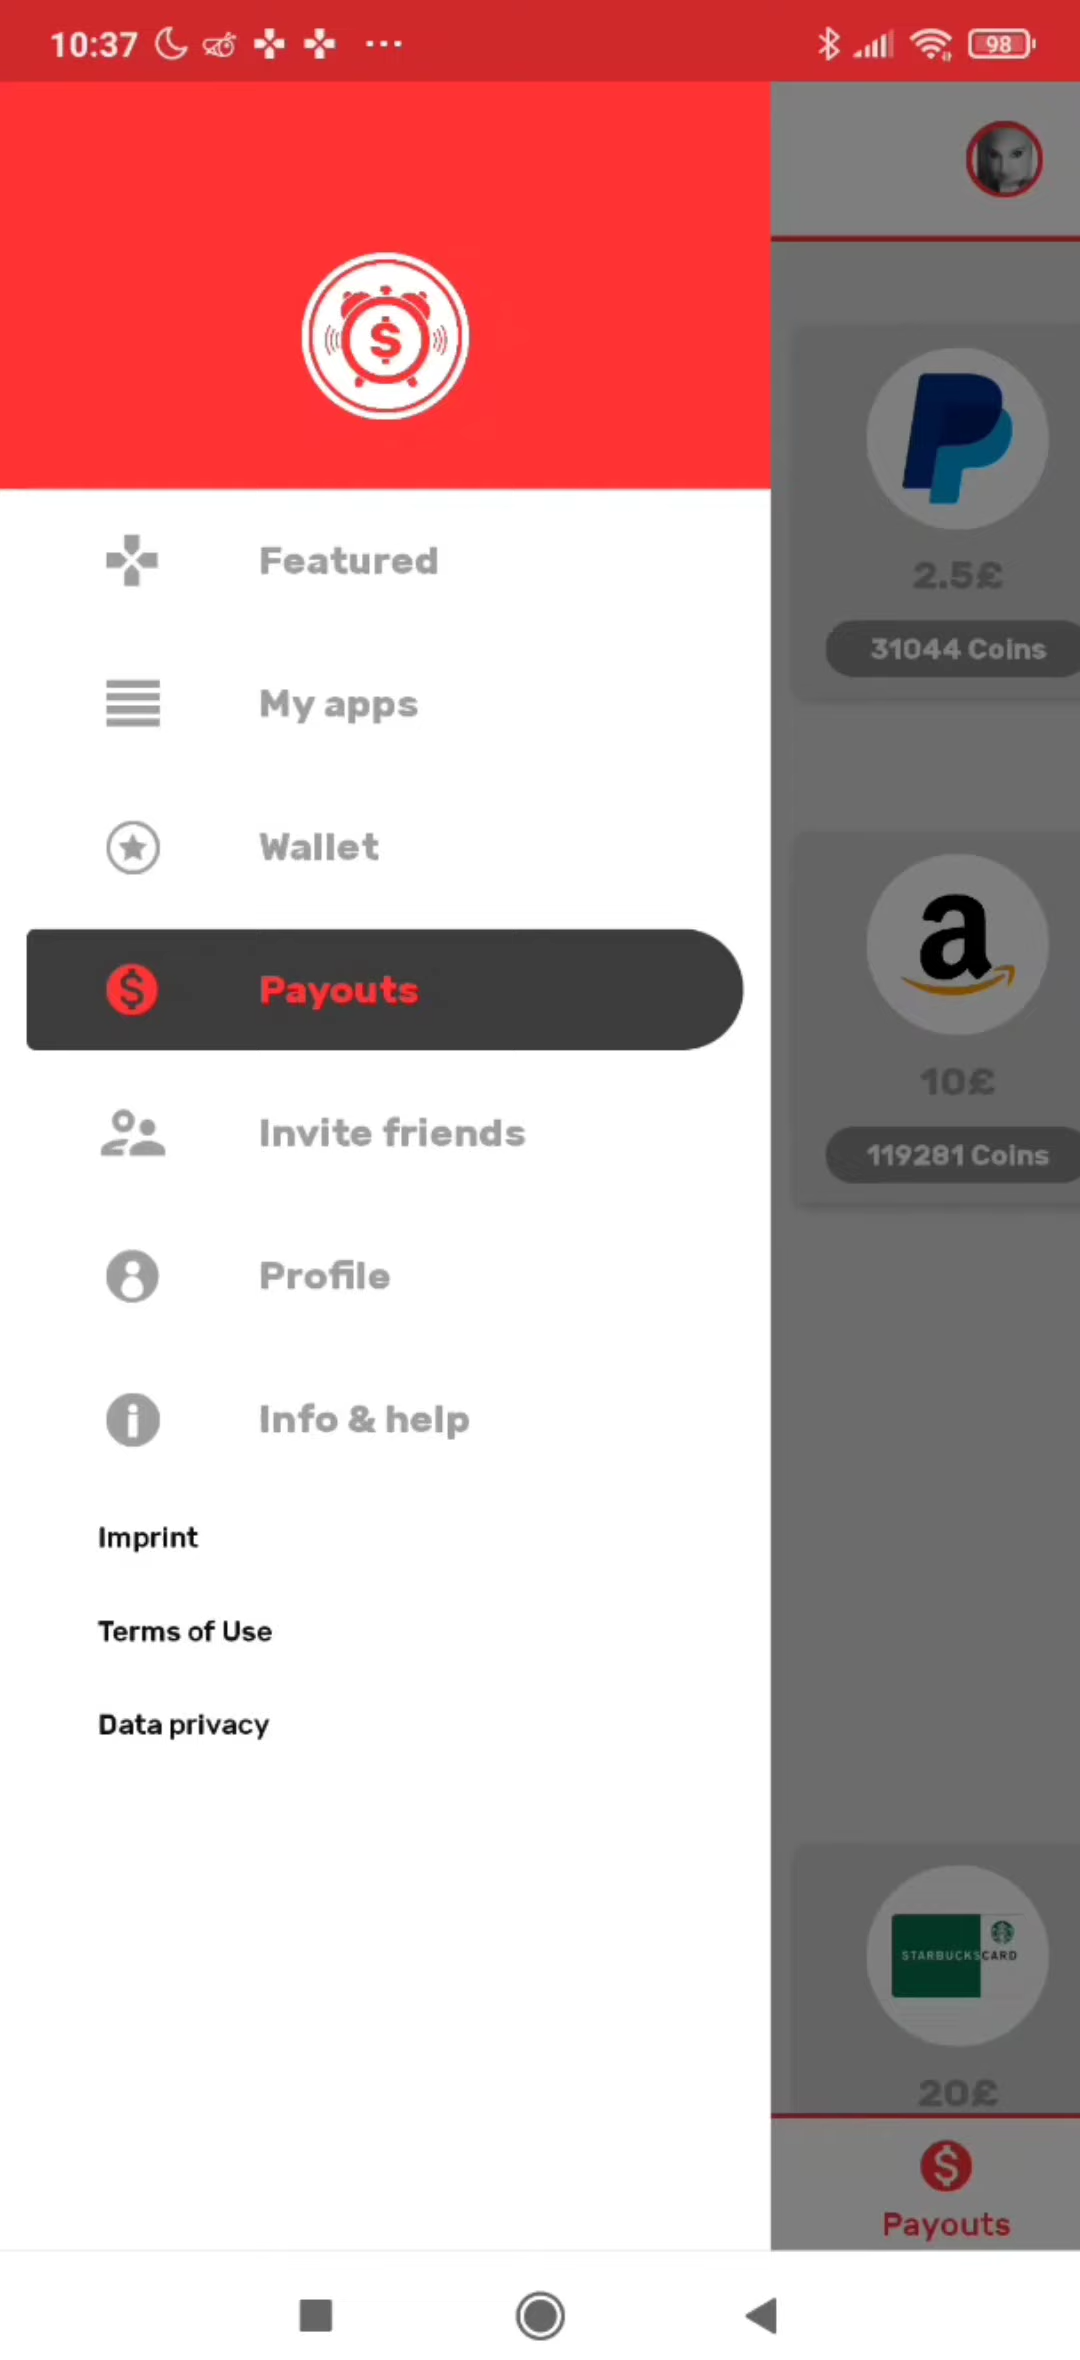 10:37
98
$
Featured
2.5£
My apps
31044 Coins
Wallet
a
$ Payouts
10£
Invite friends
119281 Coins
Profile
Info & help
Imprint
Terms of Use
Data privacy
STARBUCKS CARD
20£
$
Payouts